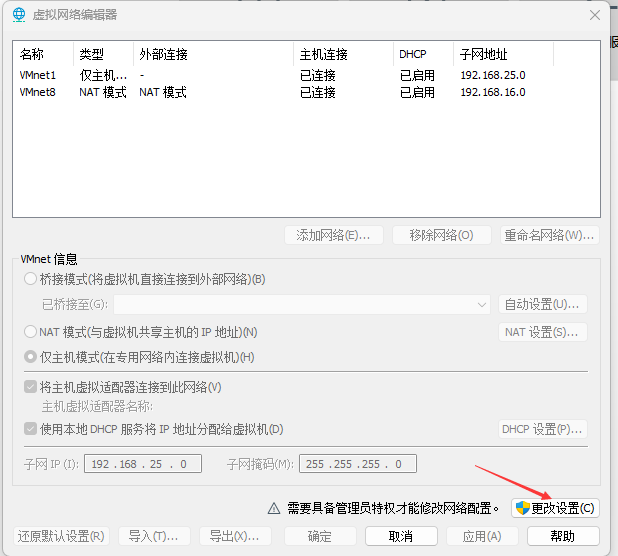 虚拟网络编辑器
名称 类型 外部连接 主机连接 DHCP 子网地址
VMnet1 仅主机... - 已连接 已启用 192.168.25.0
VMnet8 NAT 模式 NAT 模式 已连接 已启用 192.168.16.0
添加网络(E)... 移除网络(O) 重命名网络(W)...
VMnet 信息
桥接模式(将虚拟机直接连接到外部网络)(B)
已桥接至(G): 自动设置(U)...
NAT 模式(与虚拟机共享主机的 IP 地址)(N) NAT 设置(S)...
仅主机模式(在专用网络内连接虚拟机)(H)
将主机虚拟适配器连接到此网络(V)
主机虚拟适配器名称:
使用本地 DHCP 服务将 IP 地址分配给虚拟机(D) DHCP 设置(P)...
子网 IP (I): 192 . 168 . 25 . 0 子网掩码(M): 255 . 255 . 255 . 0
需要具备管理员特权才能修改网络配置。 更改设置(C)
还原默认设置(R) 导入(T)... 导出(X)... 确定 取消 应用(A) 帮助